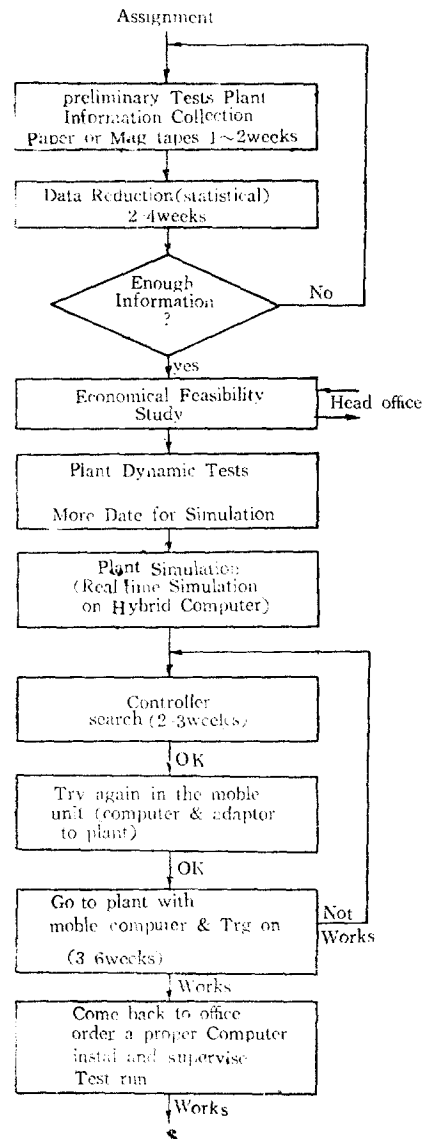 Assignment
preliminary Tests Plant
Information Collection
Paper or Mag tapes 1~2weeks
Data Reduction(statistical)
2-4weeks
Enough
Information
?
No
yes
Economical Feasibility
Study
Head office
Plant Dynamic Tests
More Date for Simulation
Plant Simulation
(Real time Simulation
on Hybrid Computer)
Controller
search (2-3weeks)
OK
Try again in the moble
unit (computer & adaptor
to plant)
OK
Go to plant with
moble computer & Trg on
(3-6weeks)
Not
Works
Works
Come back to office
order a proper Computer
instal and supervise
Test run
Works
$